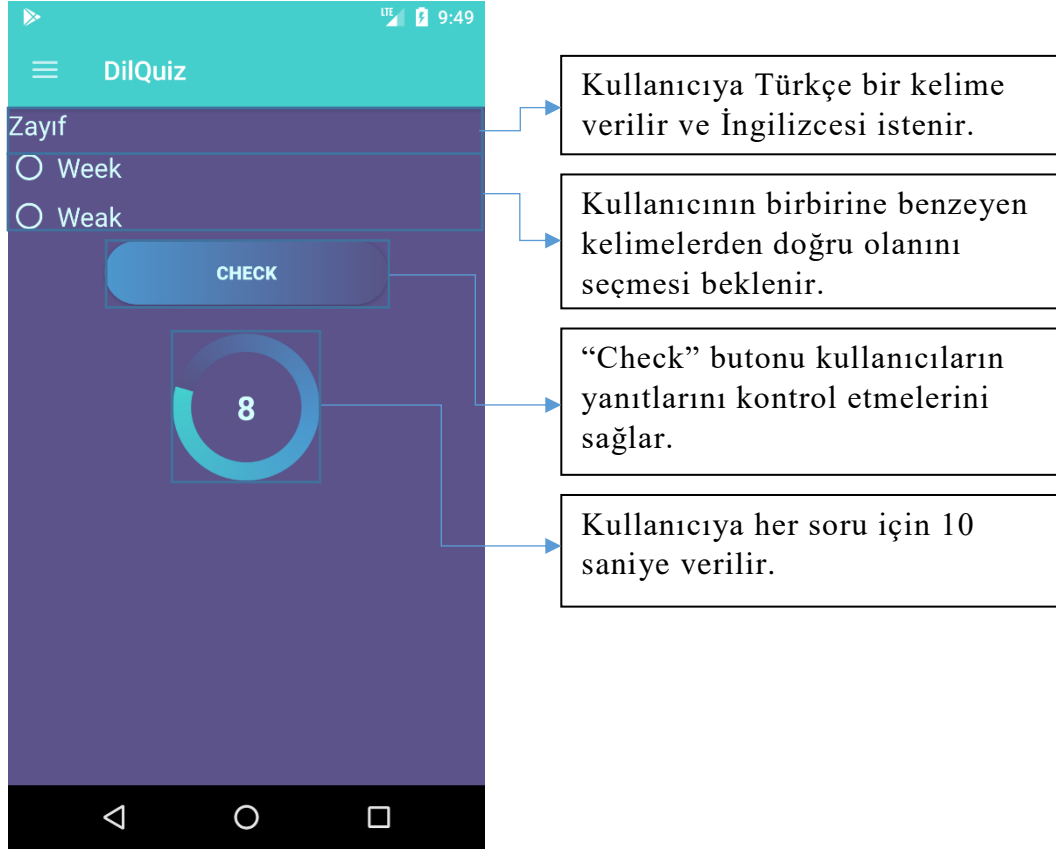 LTE 9:49
DilQuiz
Zayıf
Week
Weak
CHECK
8
Kullanıcıya Türkçe bir kelime
verilir ve İngilizcesi istenir.
Kullanıcının birbirine benzeyen
kelimelerden doğru olanını
seçmesi beklenir.
“Check” butonu kullanıcıların
yanıtlarını kontrol etmelerini
sağlar.
Kullanıcıya her soru için 10
saniye verilir.